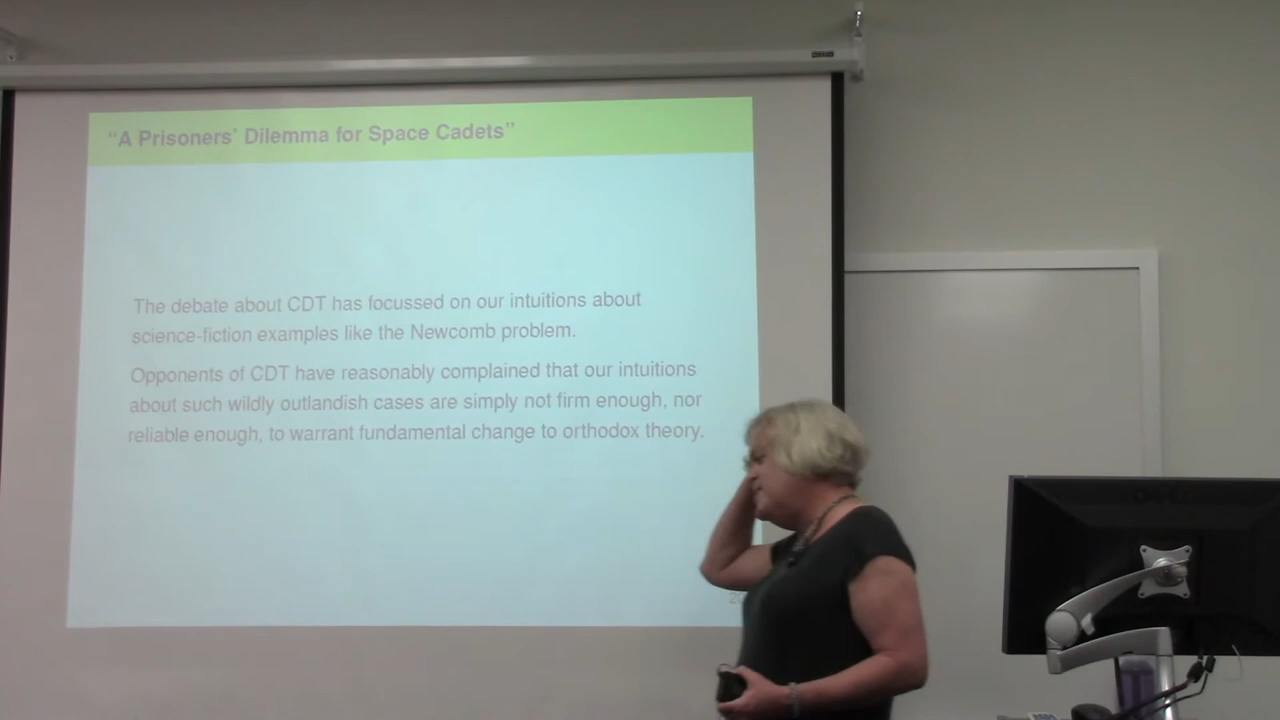 “A Prisoners’ Dilemma for Space Cadets”
The debate about CDT has focussed on our intuitions about
science-fiction examples like the Newcomb problem.
Opponents of CDT have reasonably complained that our intuitions
about such wildly outlandish cases are simply not firm enough, nor
reliable enough, to warrant fundamental change to orthodox theory.